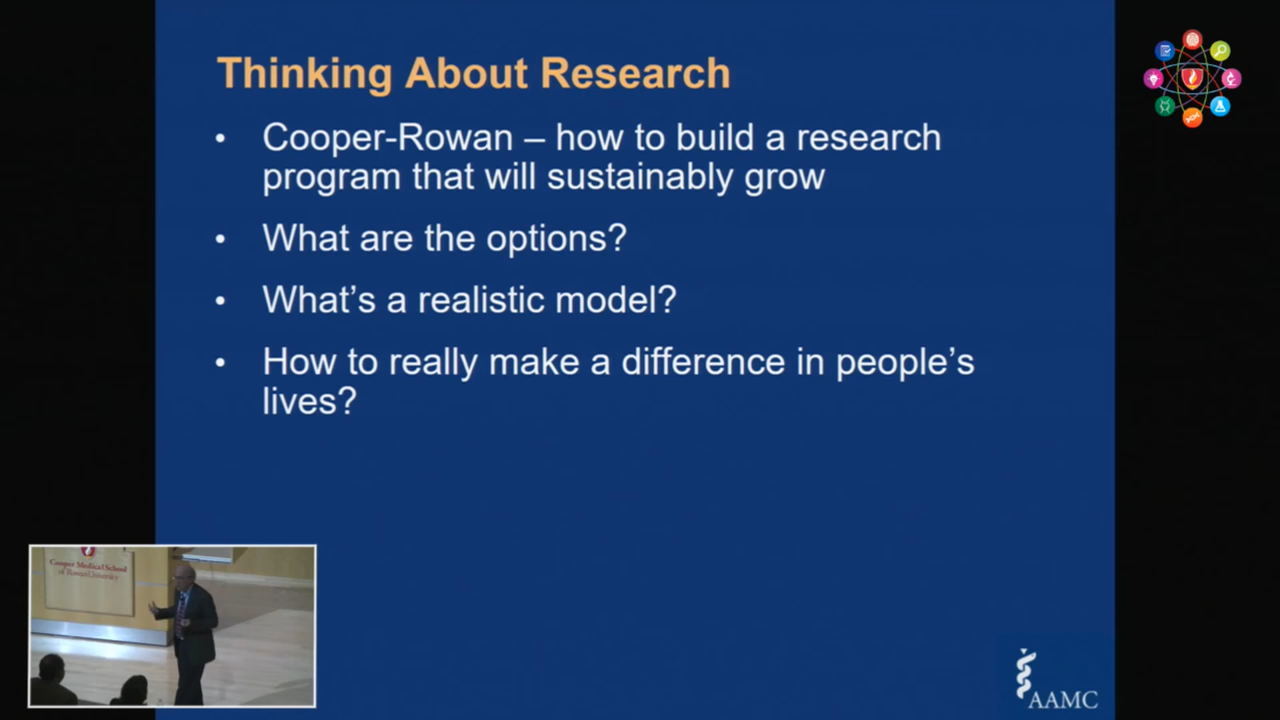 Thinking About Research
• Cooper-Rowan – how to build a research
program that will sustainably grow
• What are the options?
• What's a realistic model?
• How to really make a difference in people's
lives?
Cooper Medical School
of Rowan University
AAMC